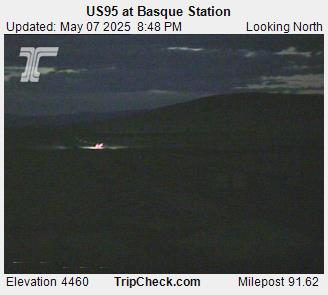 US95 at Basque Station
Updated: May 07 2025 8:48 PM Looking North
Elevation 4460 TripCheck.com Milepost 91.62